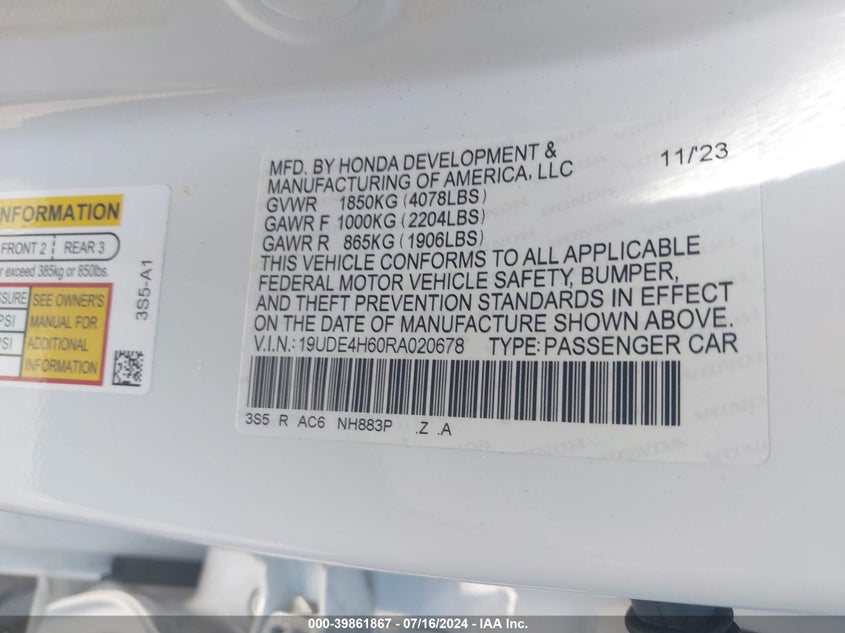 MFD. BY HONDA DEVELOPMENT & MANUFACTURING OF AMERICA, LLC 11/'23
GVWR 1850KG (4078LBS)
GAWR F 1000KG (2204LBS)
GAWR R 865KG (1906LBS)
THIS VEHICLE CONFORMS TO ALL APPLICABLE
FEDERAL MOTOR VEHICLE SAFETY, BUMPER,
AND THEFT PREVENTION STANDARDS IN EFFECT
ON THE DATE OF MANUFACTURE SHOWN ABOVE.
V.I.N.: 19UDE4H60RA020678 TYPE: PASSENGER CAR
3S5 R AC6 NH883P .Z .A
INFORMATION
FRONT 2 REAR 3
exceed 385kg or 850lbs.
SEE OWNER'S
MANUAL FOR
ADDITIONAL
INFORMATION
3S5-A1
000-39861867 - 07/16/2024 - IAA Inc.